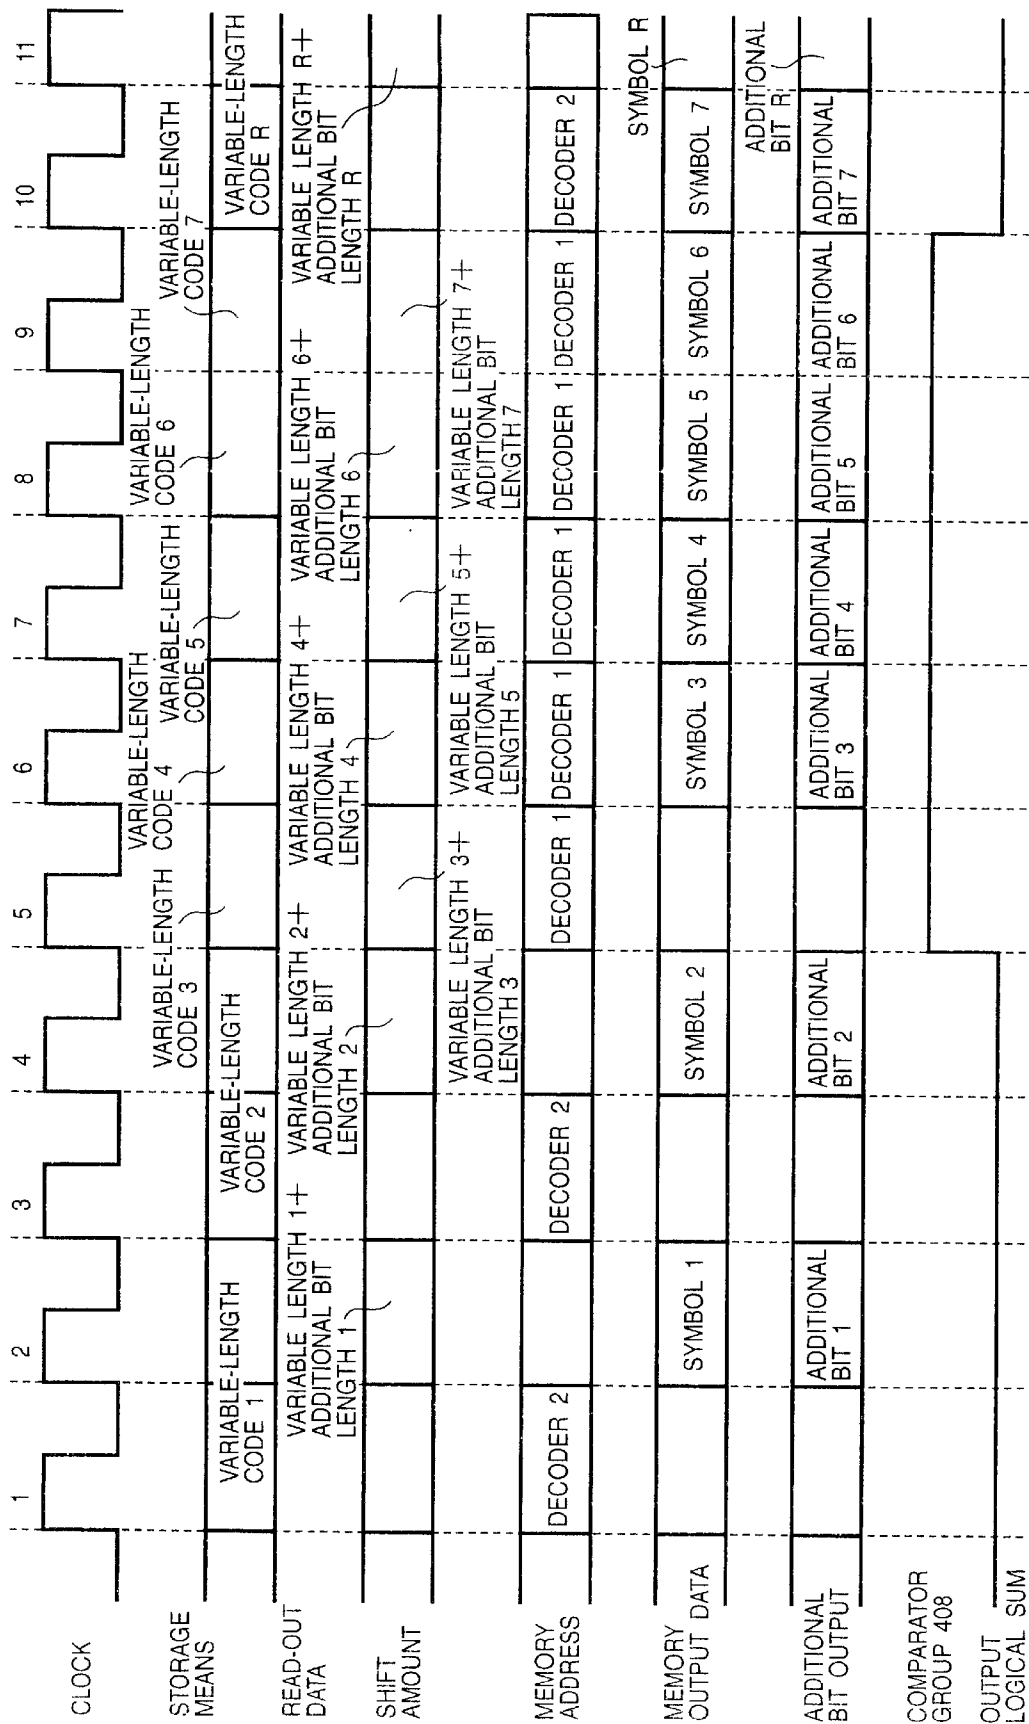 CLOCK
1
2
3
4
5
6
7
8
9
10
11
STORAGE
MEANS
READ-OUT
DATA
VARIABLE-LENGTH
CODE 1
VARIABLE-LENGTH
CODE 2
VARIABLE-LENGTH
CODE 3
VARIABLE-LENGTH
CODE 4
VARIABLE-LENGTH
CODE 5
VARIABLE-LENGTH
CODE 6
VARIABLE-LENGTH
CODE 7
VARIABLE-LENGTH
CODE R
SHIFT
AMOUNT
VARIABLE LENGTH 1+
ADDITIONAL BIT
LENGTH 1
VARIABLE LENGTH 2+
ADDITIONAL BIT
LENGTH 2
VARIABLE LENGTH 3+
ADDITIONAL BIT
LENGTH 3
VARIABLE LENGTH 4+
ADDITIONAL BIT
LENGTH 4
VARIABLE LENGTH 5+
ADDITIONAL BIT
LENGTH 5
VARIABLE LENGTH 6+
ADDITIONAL BIT
LENGTH 6
VARIABLE LENGTH 7+
ADDITIONAL BIT
LENGTH 7
VARIABLE LENGTH R+
ADDITIONAL BIT
LENGTH R
MEMORY
ADDRESS
DECODER 2
DECODER 2
DECODER 1
DECODER 1
DECODER 1
DECODER 1
DECODER 1
DECODER 2
MEMORY
OUTPUT DATA
SYMBOL 1
SYMBOL 2
SYMBOL 3
SYMBOL 4
SYMBOL 5
SYMBOL 6
SYMBOL 7
SYMBOL R
ADDITIONAL
BIT OUTPUT
ADDITIONAL
BIT 1
ADDITIONAL
BIT 2
ADDITIONAL
BIT 3
ADDITIONAL
BIT 4
ADDITIONAL
BIT 5
ADDITIONAL
BIT 6
ADDITIONAL
BIT 7
ADDITIONAL
BIT R
COMPARATOR
GROUP 408
OUTPUT
LOGICAL SUM